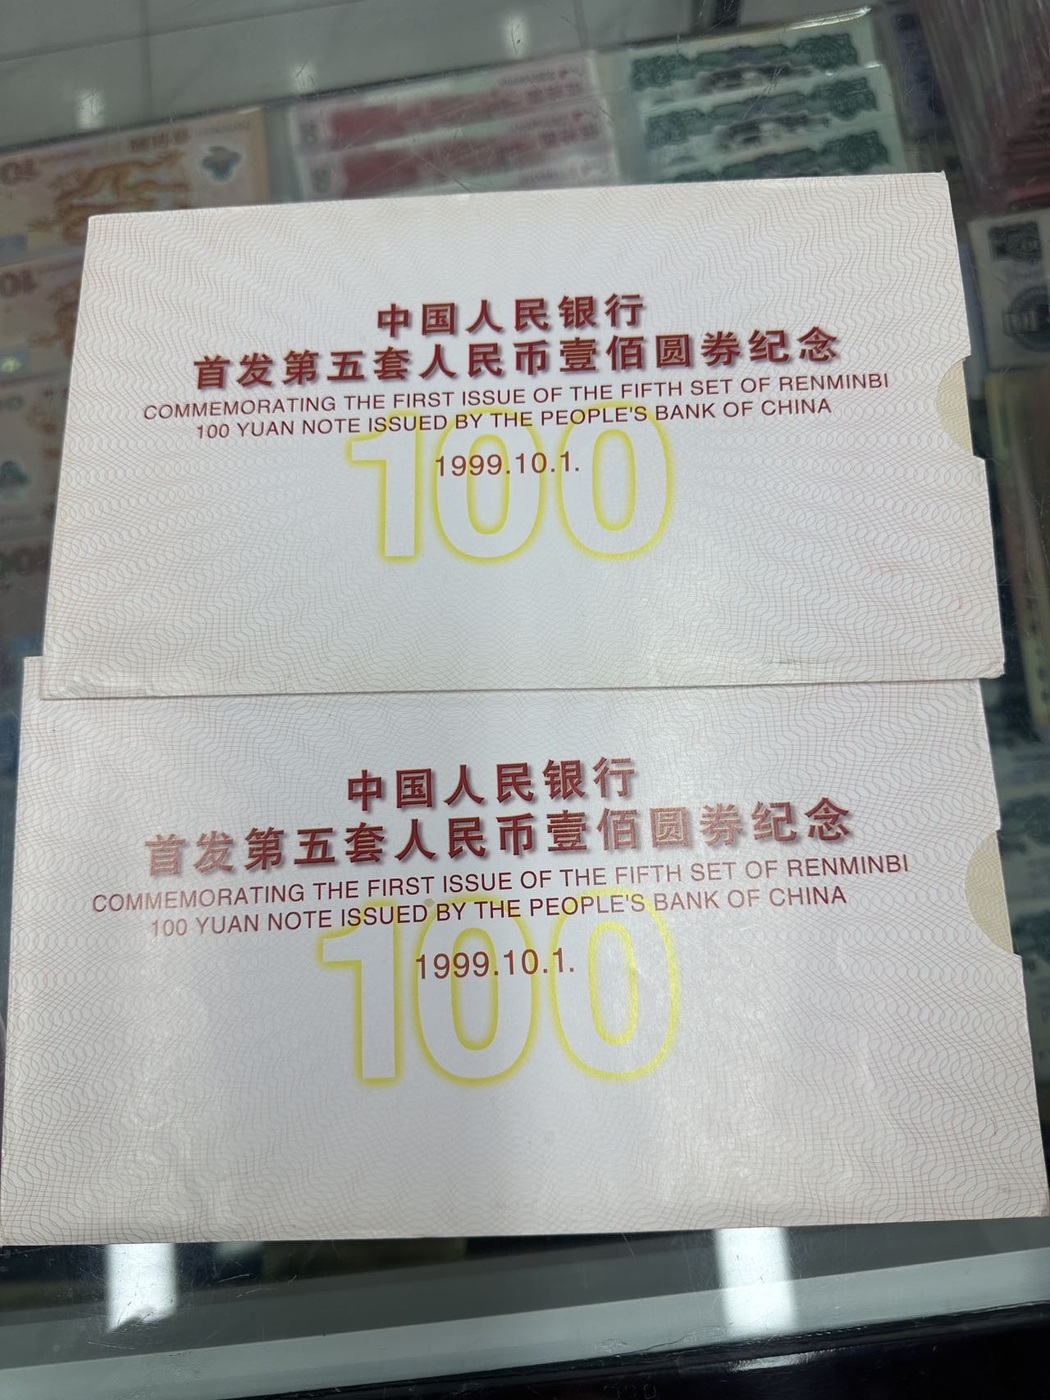 中国人民银行
首发第五套人民币壹佰圆券纪念
COMMEMORATING THE FIRST ISSUE OF THE FIFTH SET OF RENMINBI
100 YUAN NOTE ISSUED BY THE PEOPLE'S BANK OF CHINA
1999.10.1.
100
中国人民银行
首发第五套人民币壹佰圆券纪念
COMMEMORATING THE FIRST ISSUE OF THE FIFTH SET OF RENMINBI
100 YUAN NOTE ISSUED BY THE PEOPLE'S BANK OF CHINA
1999.10.1.
100